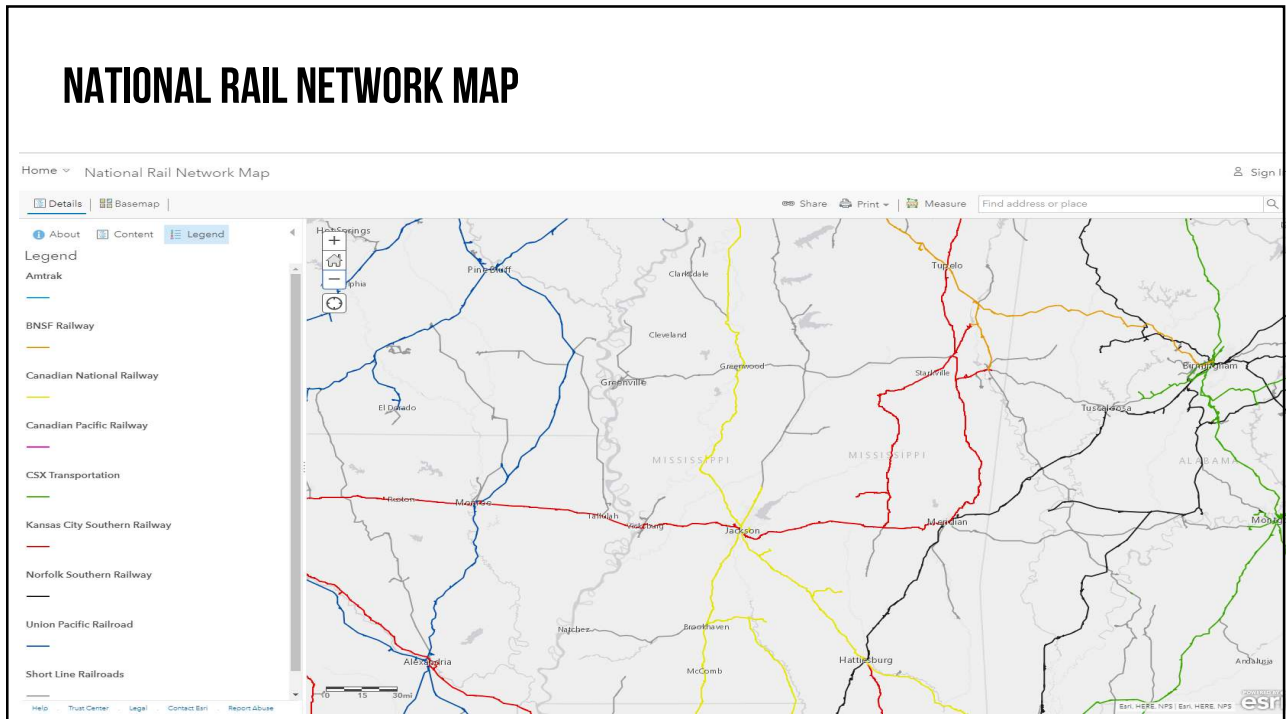 NATIONAL RAIL NETWORK MAP
Home National Rail Network Map
Sign I
Details | Basemap |
Share Print | Measure Find address or place
About Content Legend
Legend
Amtrak
BNSF Railway
Canadian National Railway
Canadian Pacific Railway
CSX Transportation
Kansas City Southern Railway
Norfolk Southern Railway
Union Pacific Railroad
Short Line Railroads
Help Trust Center Legal Contact Esri Report Abuse
+
−
Pine Bluff
Clarksdale
Tupelo
Cleveland
Greenwood
Greenville
Starkville
Birmingham
El Dorado
Tuscaloosa
MISSISSIPPI
MISSISSIPPI
ALABAMA
Ruston
Monroe
Tallulah
Vicksburg
Jackson
Meridian
Montg
Natchez
Brookhaven
Alexandria
McComb
Hattiesburg
Andalusia
0 15 30mi
Esri, HERE, NPS | Esri, HERE, NPS
POWERED BY
esri